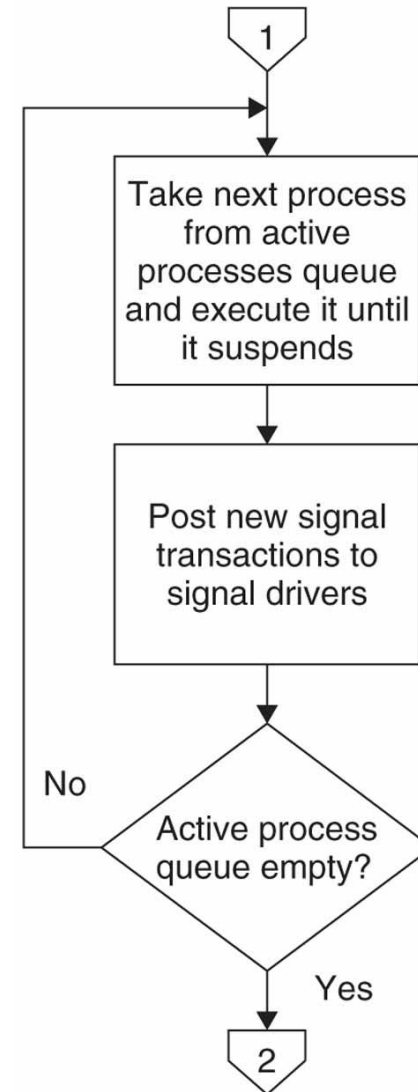 1
Take next process
from active
processes queue
and execute it until
it suspends
Post new signal
transactions to
signal drivers
No
Active process
queue empty?
Yes
2